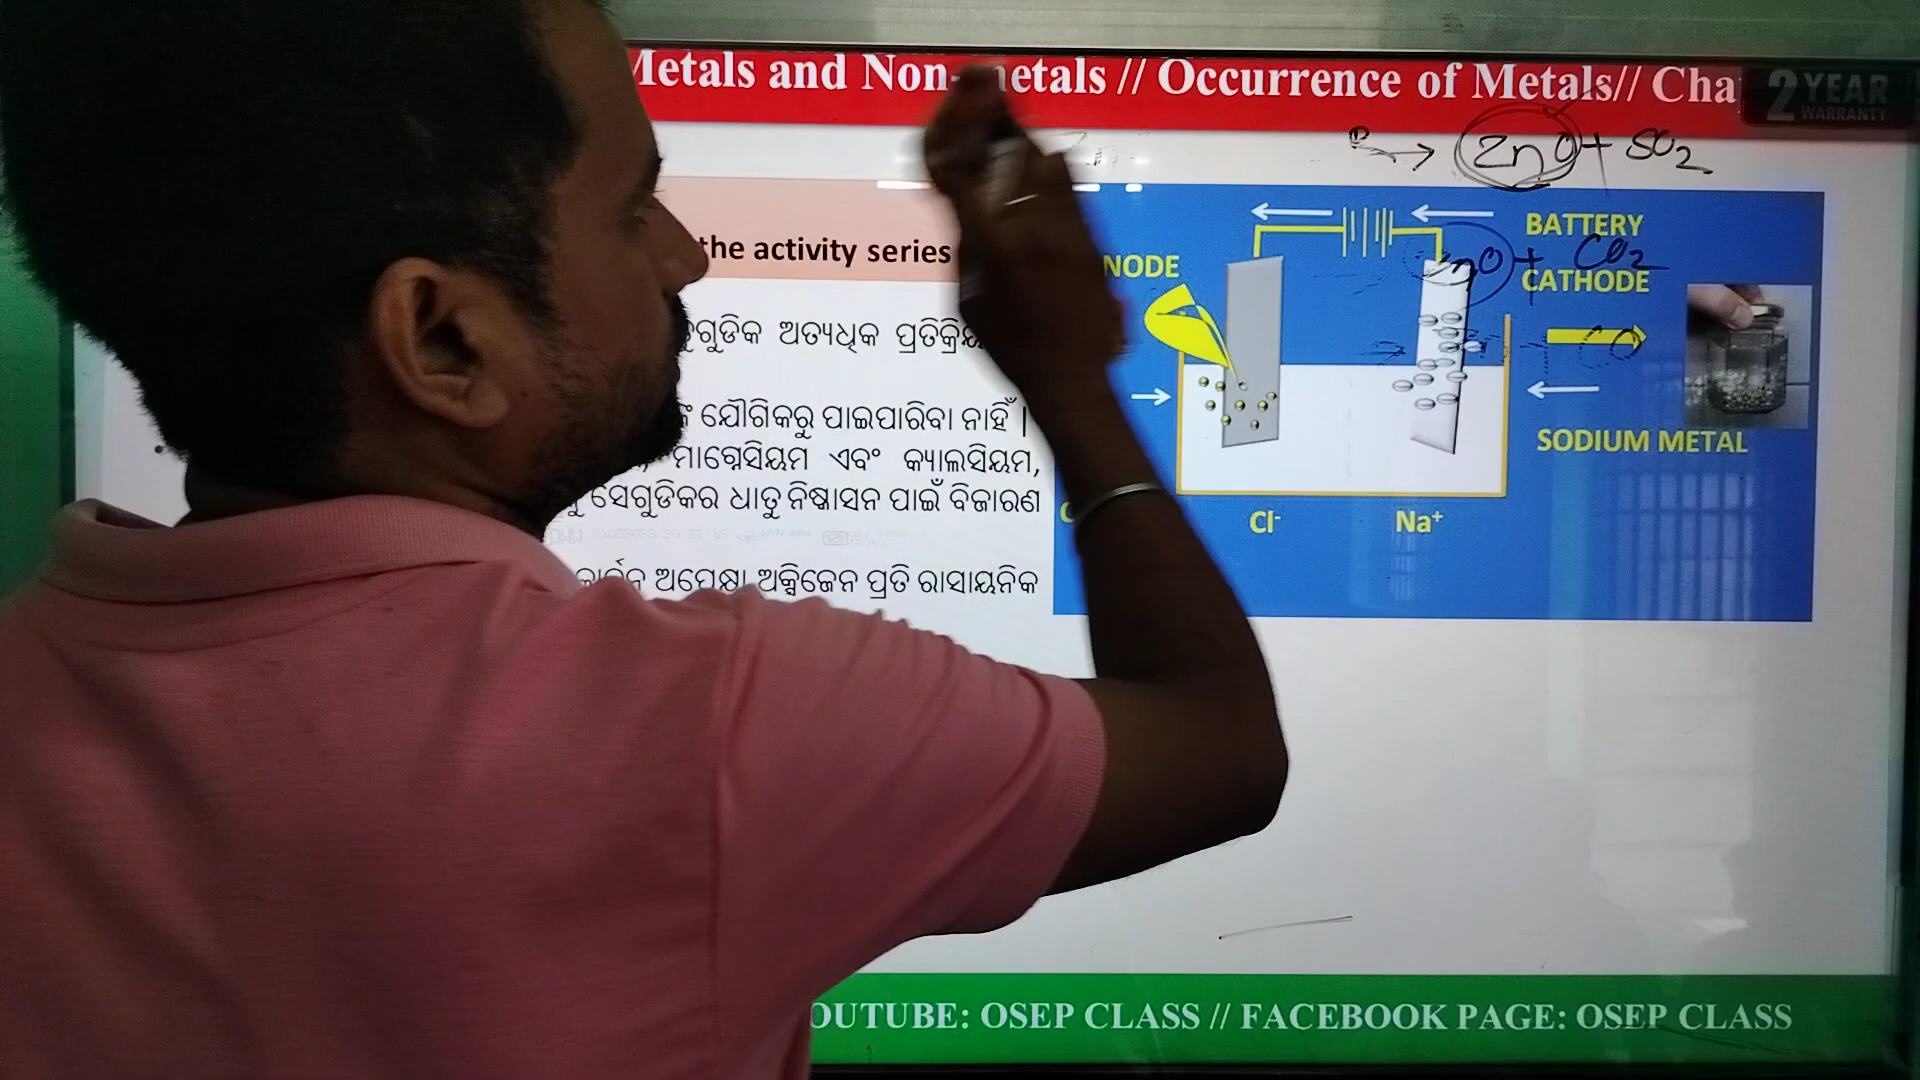 Metals and Non-metals // Occurrence of Metals// Cha
2 YEAR
WARRANTY
→ ZnO + SO2
the activity series
NODE
BATTERY
+ CO2
CATHODE
SODIUM METAL
Cl-
Na+
ଅତ୍ୟଧିକ
ଯୌଗିକରୁ ପାଇପାରିବା ନାହିଁ |
ମାଗ୍ନେସିୟମ ଏବଂ କ୍ୟାଲସିୟମ,
ସେଗୁଡିକର ଧାତୁ ନିଷ୍କାସନ ପାଇଁ ବିଜାରଣ
ଅପେକ୍ଷା ଅକ୍ସିଜେନ ପ୍ରତି ରାସାୟନିକ
OUTUBE: OSEP CLASS // FACEBOOK PAGE: OSEP CLASS